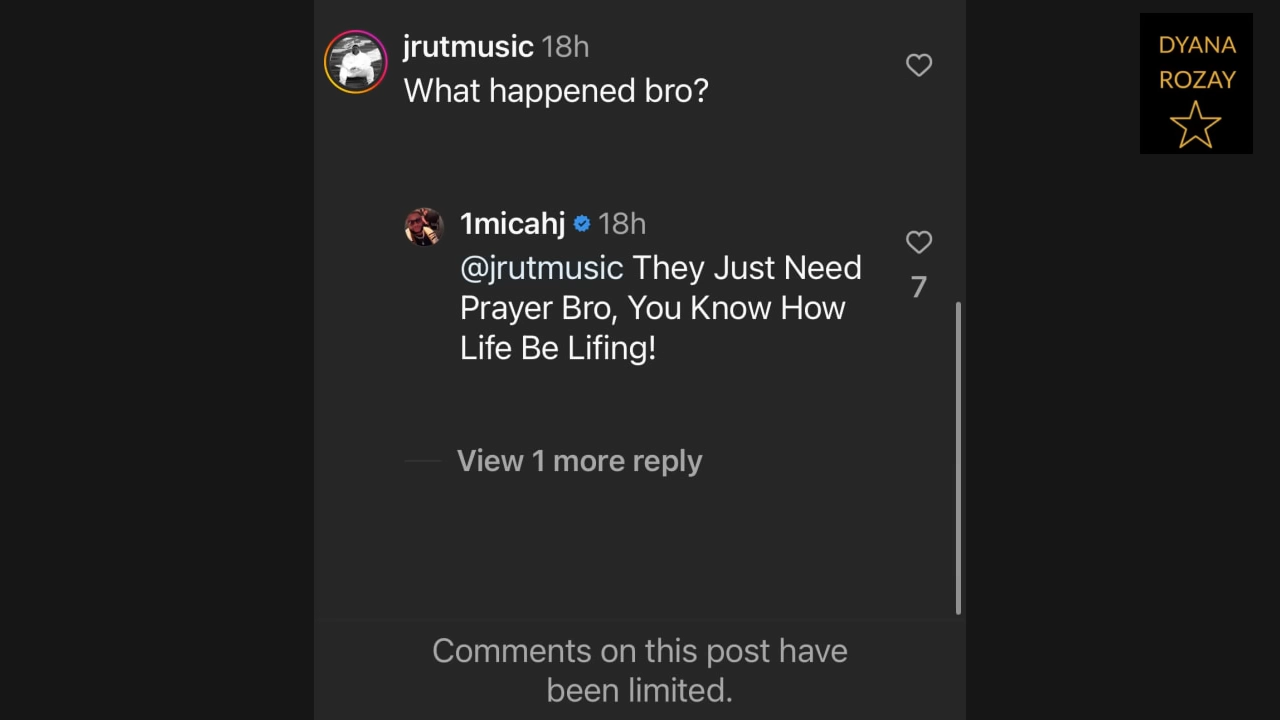 jrutmusic 18h
What happened bro?
1micahj 18h
@jrutmusic They Just Need
Prayer Bro, You Know How
Life Be Lifing!
7
View 1 more reply
Comments on this post have
been limited.
DYANA
ROZAY